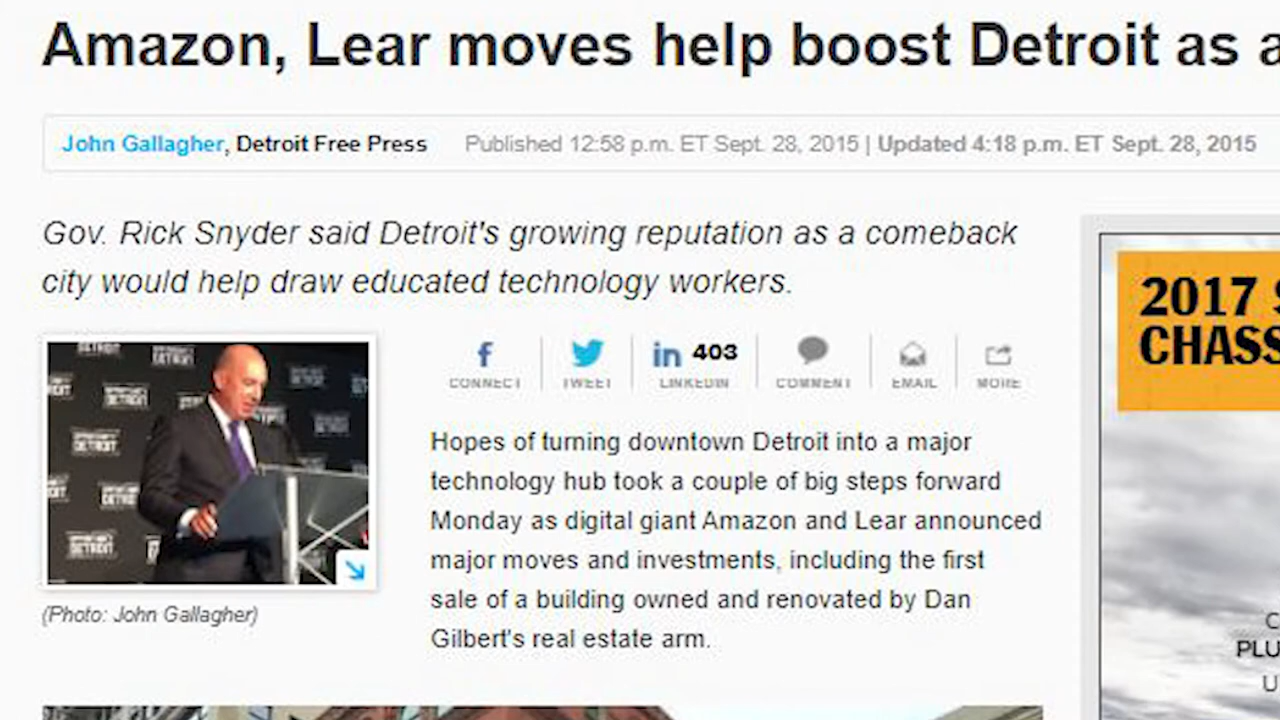 Amazon, Lear moves help boost Detroit as a
John Gallagher, Detroit Free Press Published 12:58 p.m. ET Sept. 28, 2015 | Updated 4:18 p.m. ET Sept. 28, 2015
Gov. Rick Snyder said Detroit's growing reputation as a comeback
city would help draw educated technology workers.
2017
CHASS
403
CONNECT TWEET LINKEDIN COMMENT EMAIL MORE
DETROIT
Hopes of turning downtown Detroit into a major
technology hub took a couple of big steps forward
Monday as digital giant Amazon and Lear announced
major moves and investments, including the first
sale of a building owned and renovated by Dan
Gilbert's real estate arm.
(Photo: John Gallagher)
PLU